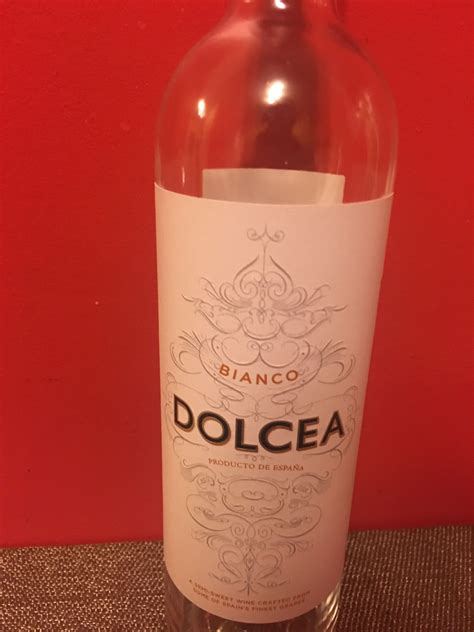 BIANCO
DOLCEA
PRODUCTO DE ESPAÑA
A SEMI-SWEET WINE CRAFTED FROM
SOME OF SPAIN'S FINEST GRAPES